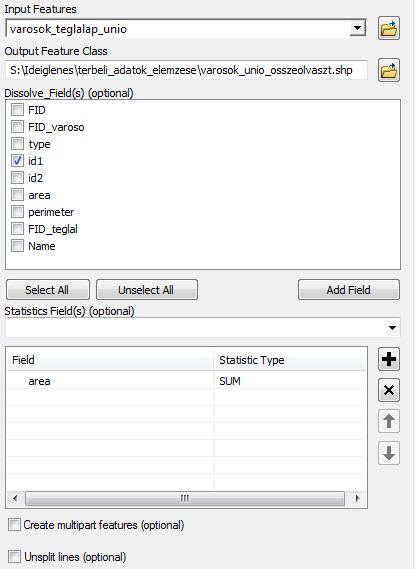 Input Features
varosok_teglalap_unio
Output Feature Class
S:\Ideiglenes\terbeli_adatok_elemzese\varosok_unio_osszeolvaszt.shp
Dissolve_Field(s) (optional)
FID
FID_varoso
type
id1
id2
area
perimeter
FID_teglal
Name
Select All Unselect All Add Field
Statistics Field(s) (optional)
Field Statistic Type
area SUM
Create multipart features (optional)
Unsplit lines (optional)